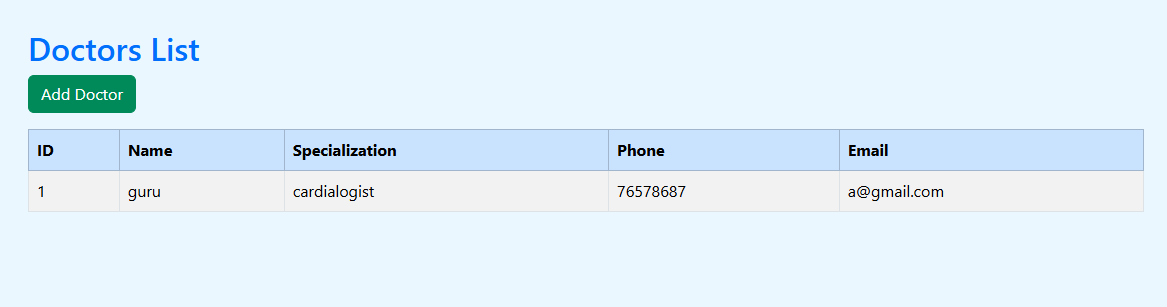 Doctors List
Add Doctor
ID Name Specialization Phone Email
1 guru cardialogist 76578687 a@gmail.com